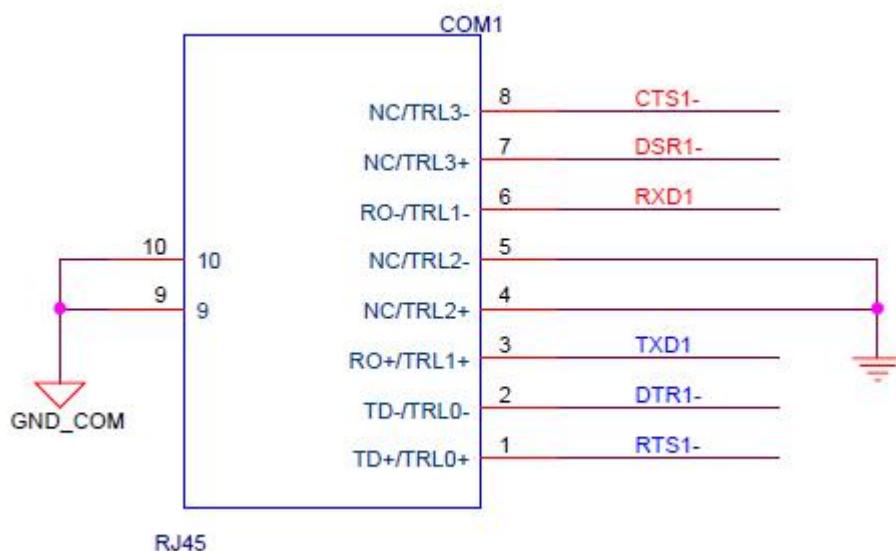 COM1
NC/TRL3- 8 CTS1-
NC/TRL3+ 7 DSR1-
RO-/TRL1- 6 RXD1
10 10 NC/TRL2- 5
9 9 NC/TRL2+ 4
RO+/TRL1+ 3 TXD1
GND_COM TD-/TRL0- 2 DTR1-
TD+/TRL0+ 1 RTS1-
RJ45